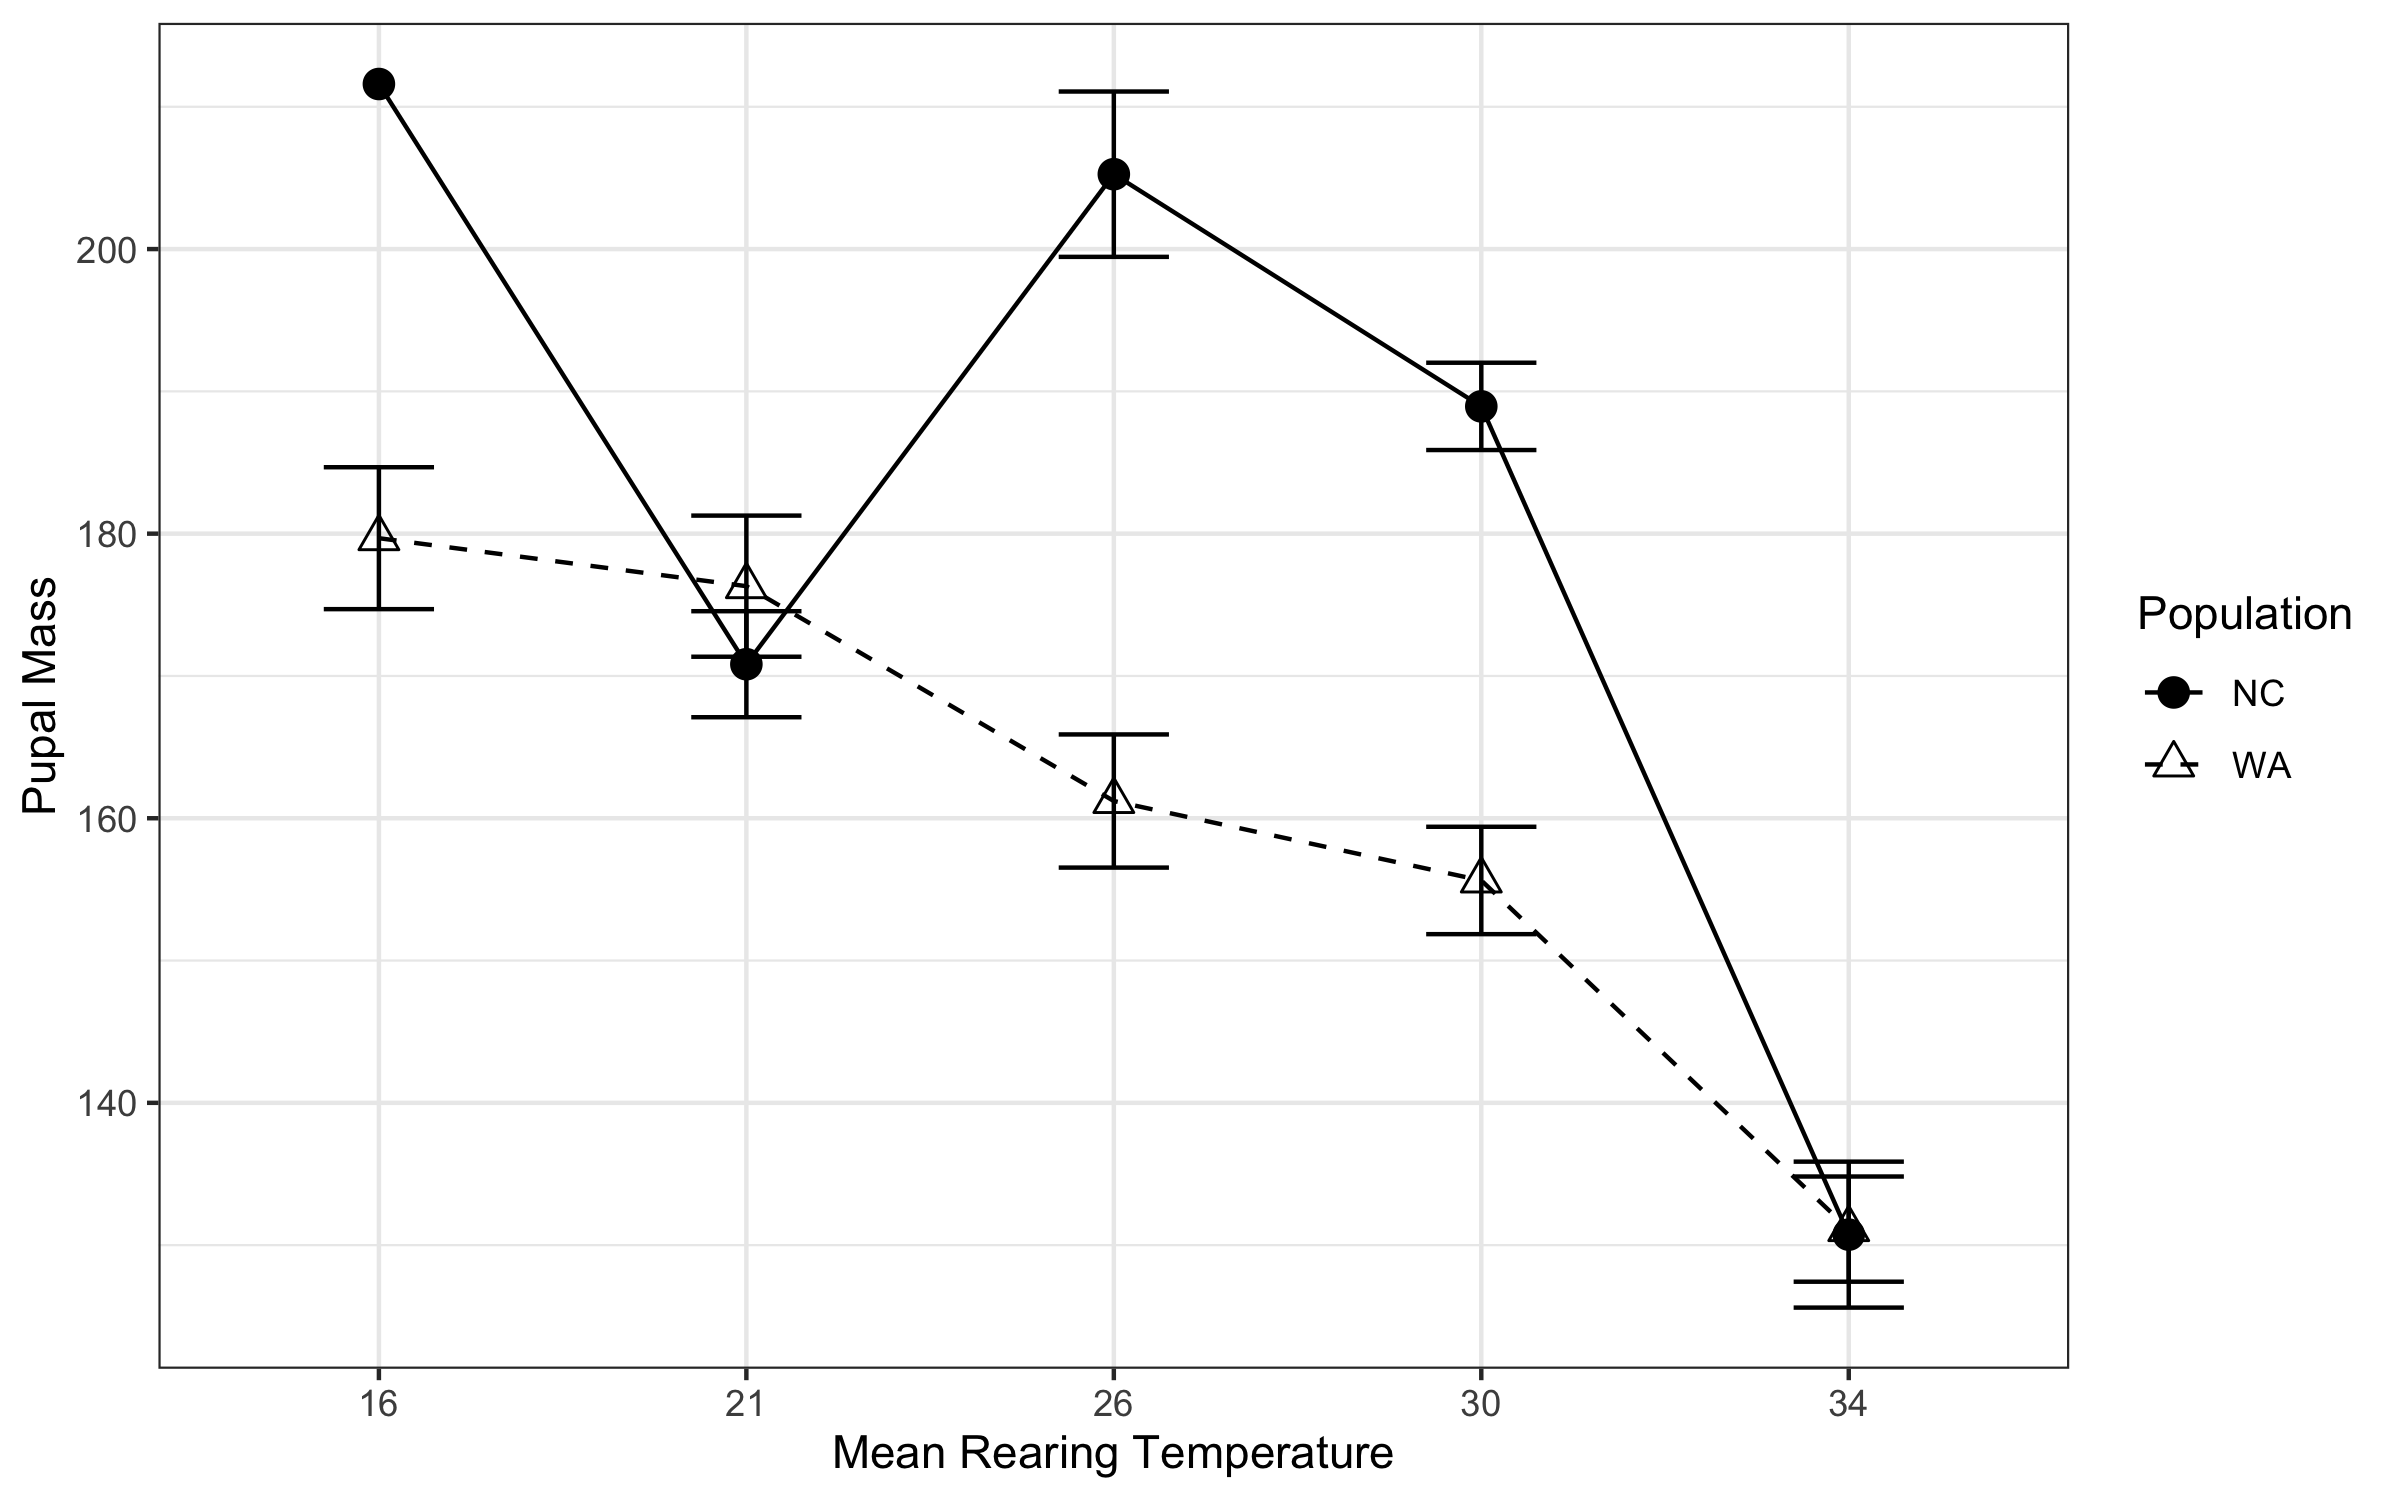 200
180
160
140
Pupal Mass
16 21 26 30 34
Mean Rearing Temperature
Population
NC
WA